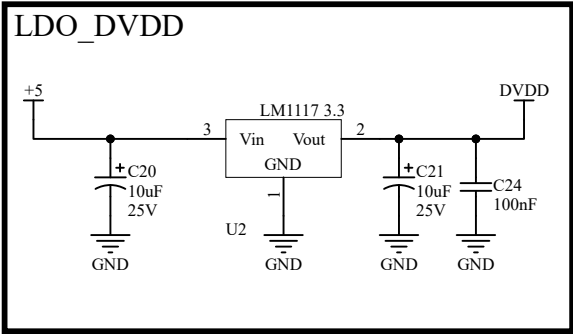 LDO_DVDD
+5
DVDD
LM1117 3.3
3
Vin
Vout
2
GND
1
U2
+
C20
10uF
25V
+
C21
10uF
25V
C24
100nF
GND
GND
GND
GND